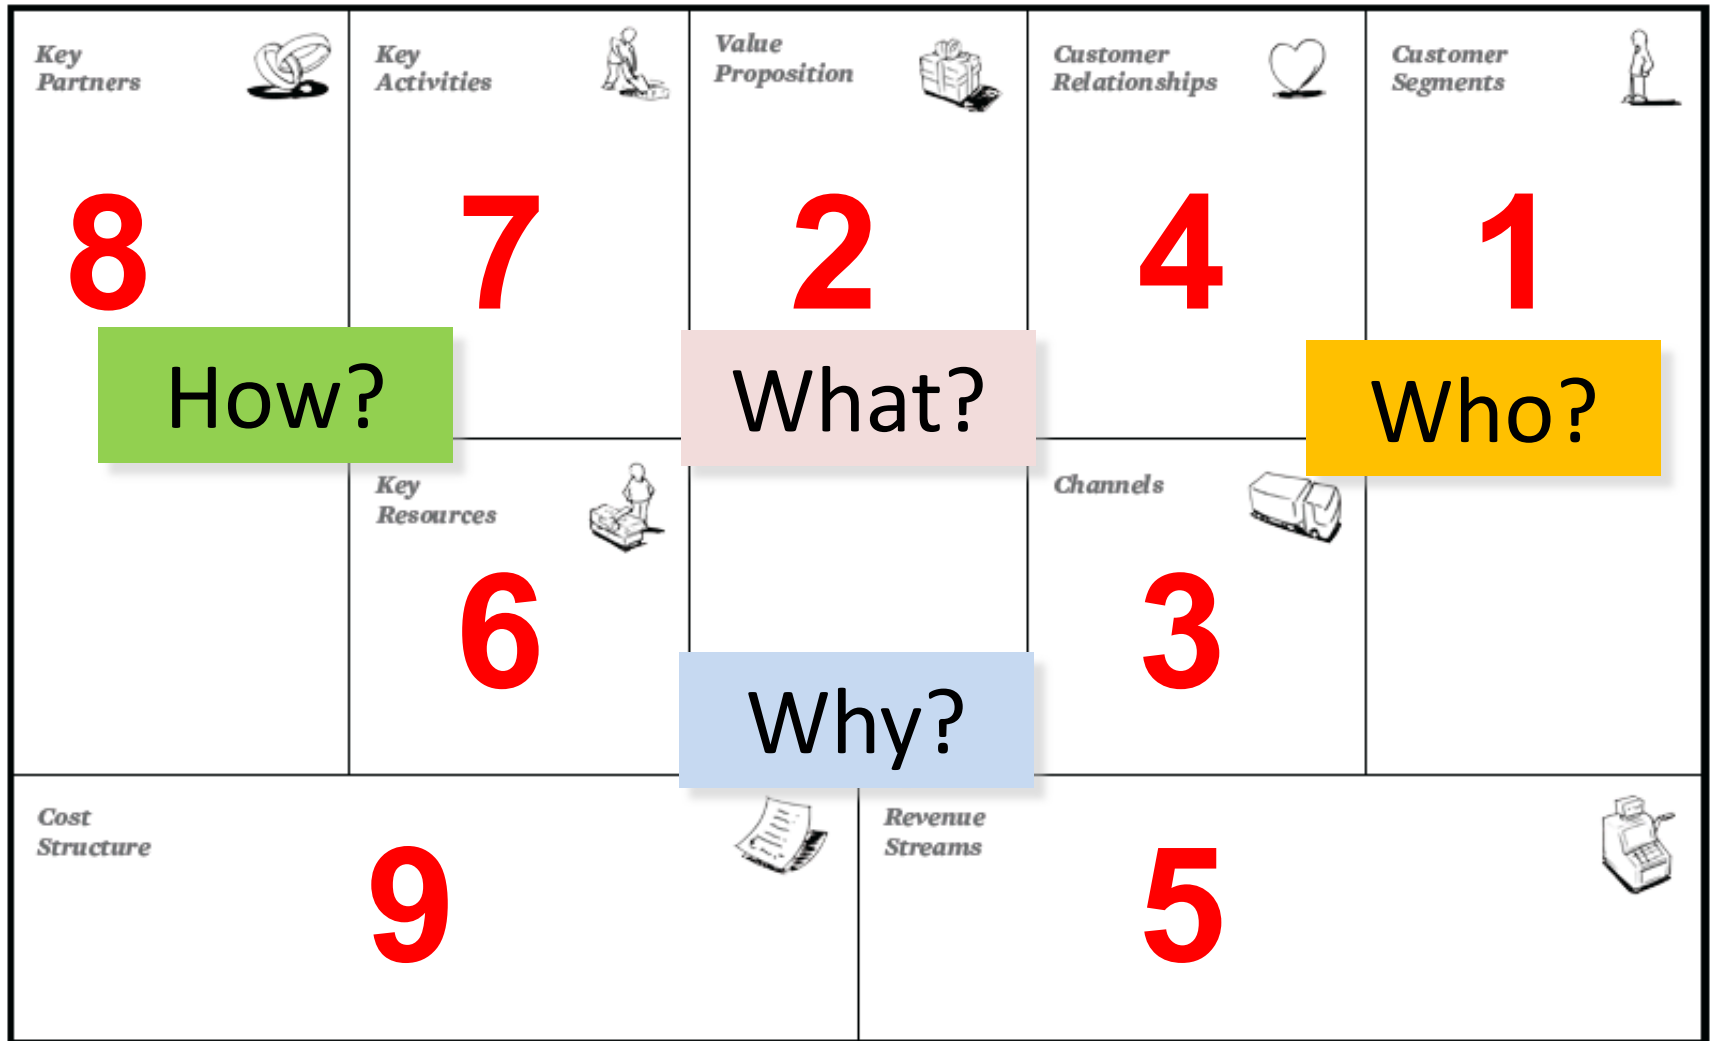 Key
Partners
8
Key
Activities
7
Value
Proposition
2
Customer
Relationships
4
Customer
Segments
1
How?
What?
Who?
Key
Resources
6
Channels
3
Why?
Cost
Structure
9
Revenue
Streams
5